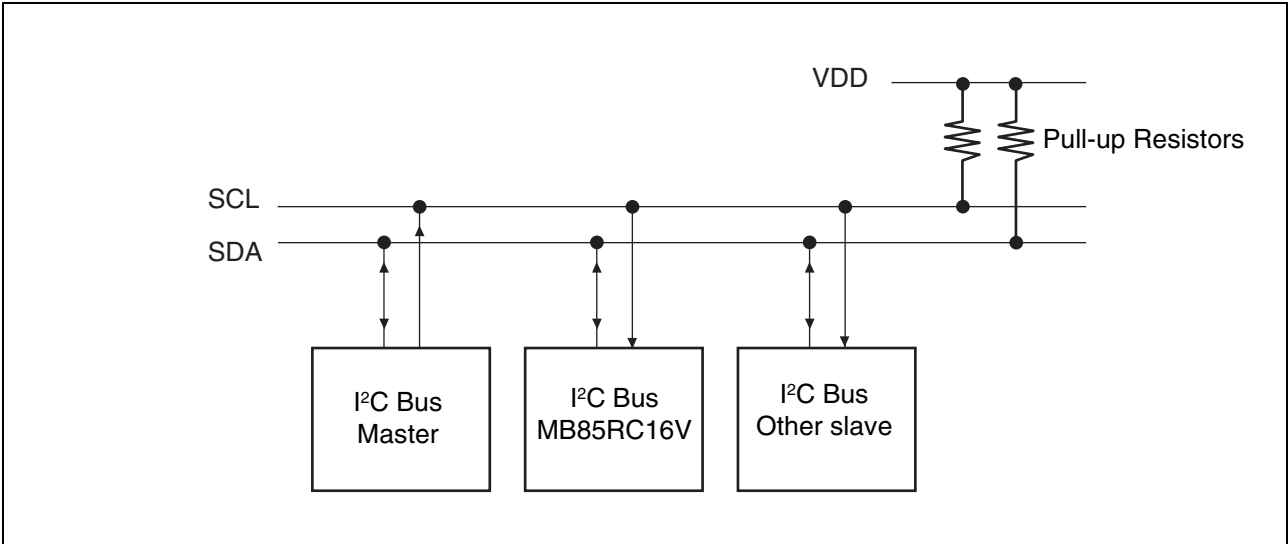 VDD
Pull-up Resistors
SCL
SDA
I²C Bus
Master
I²C Bus
MB85RC16V
I²C Bus
Other slave